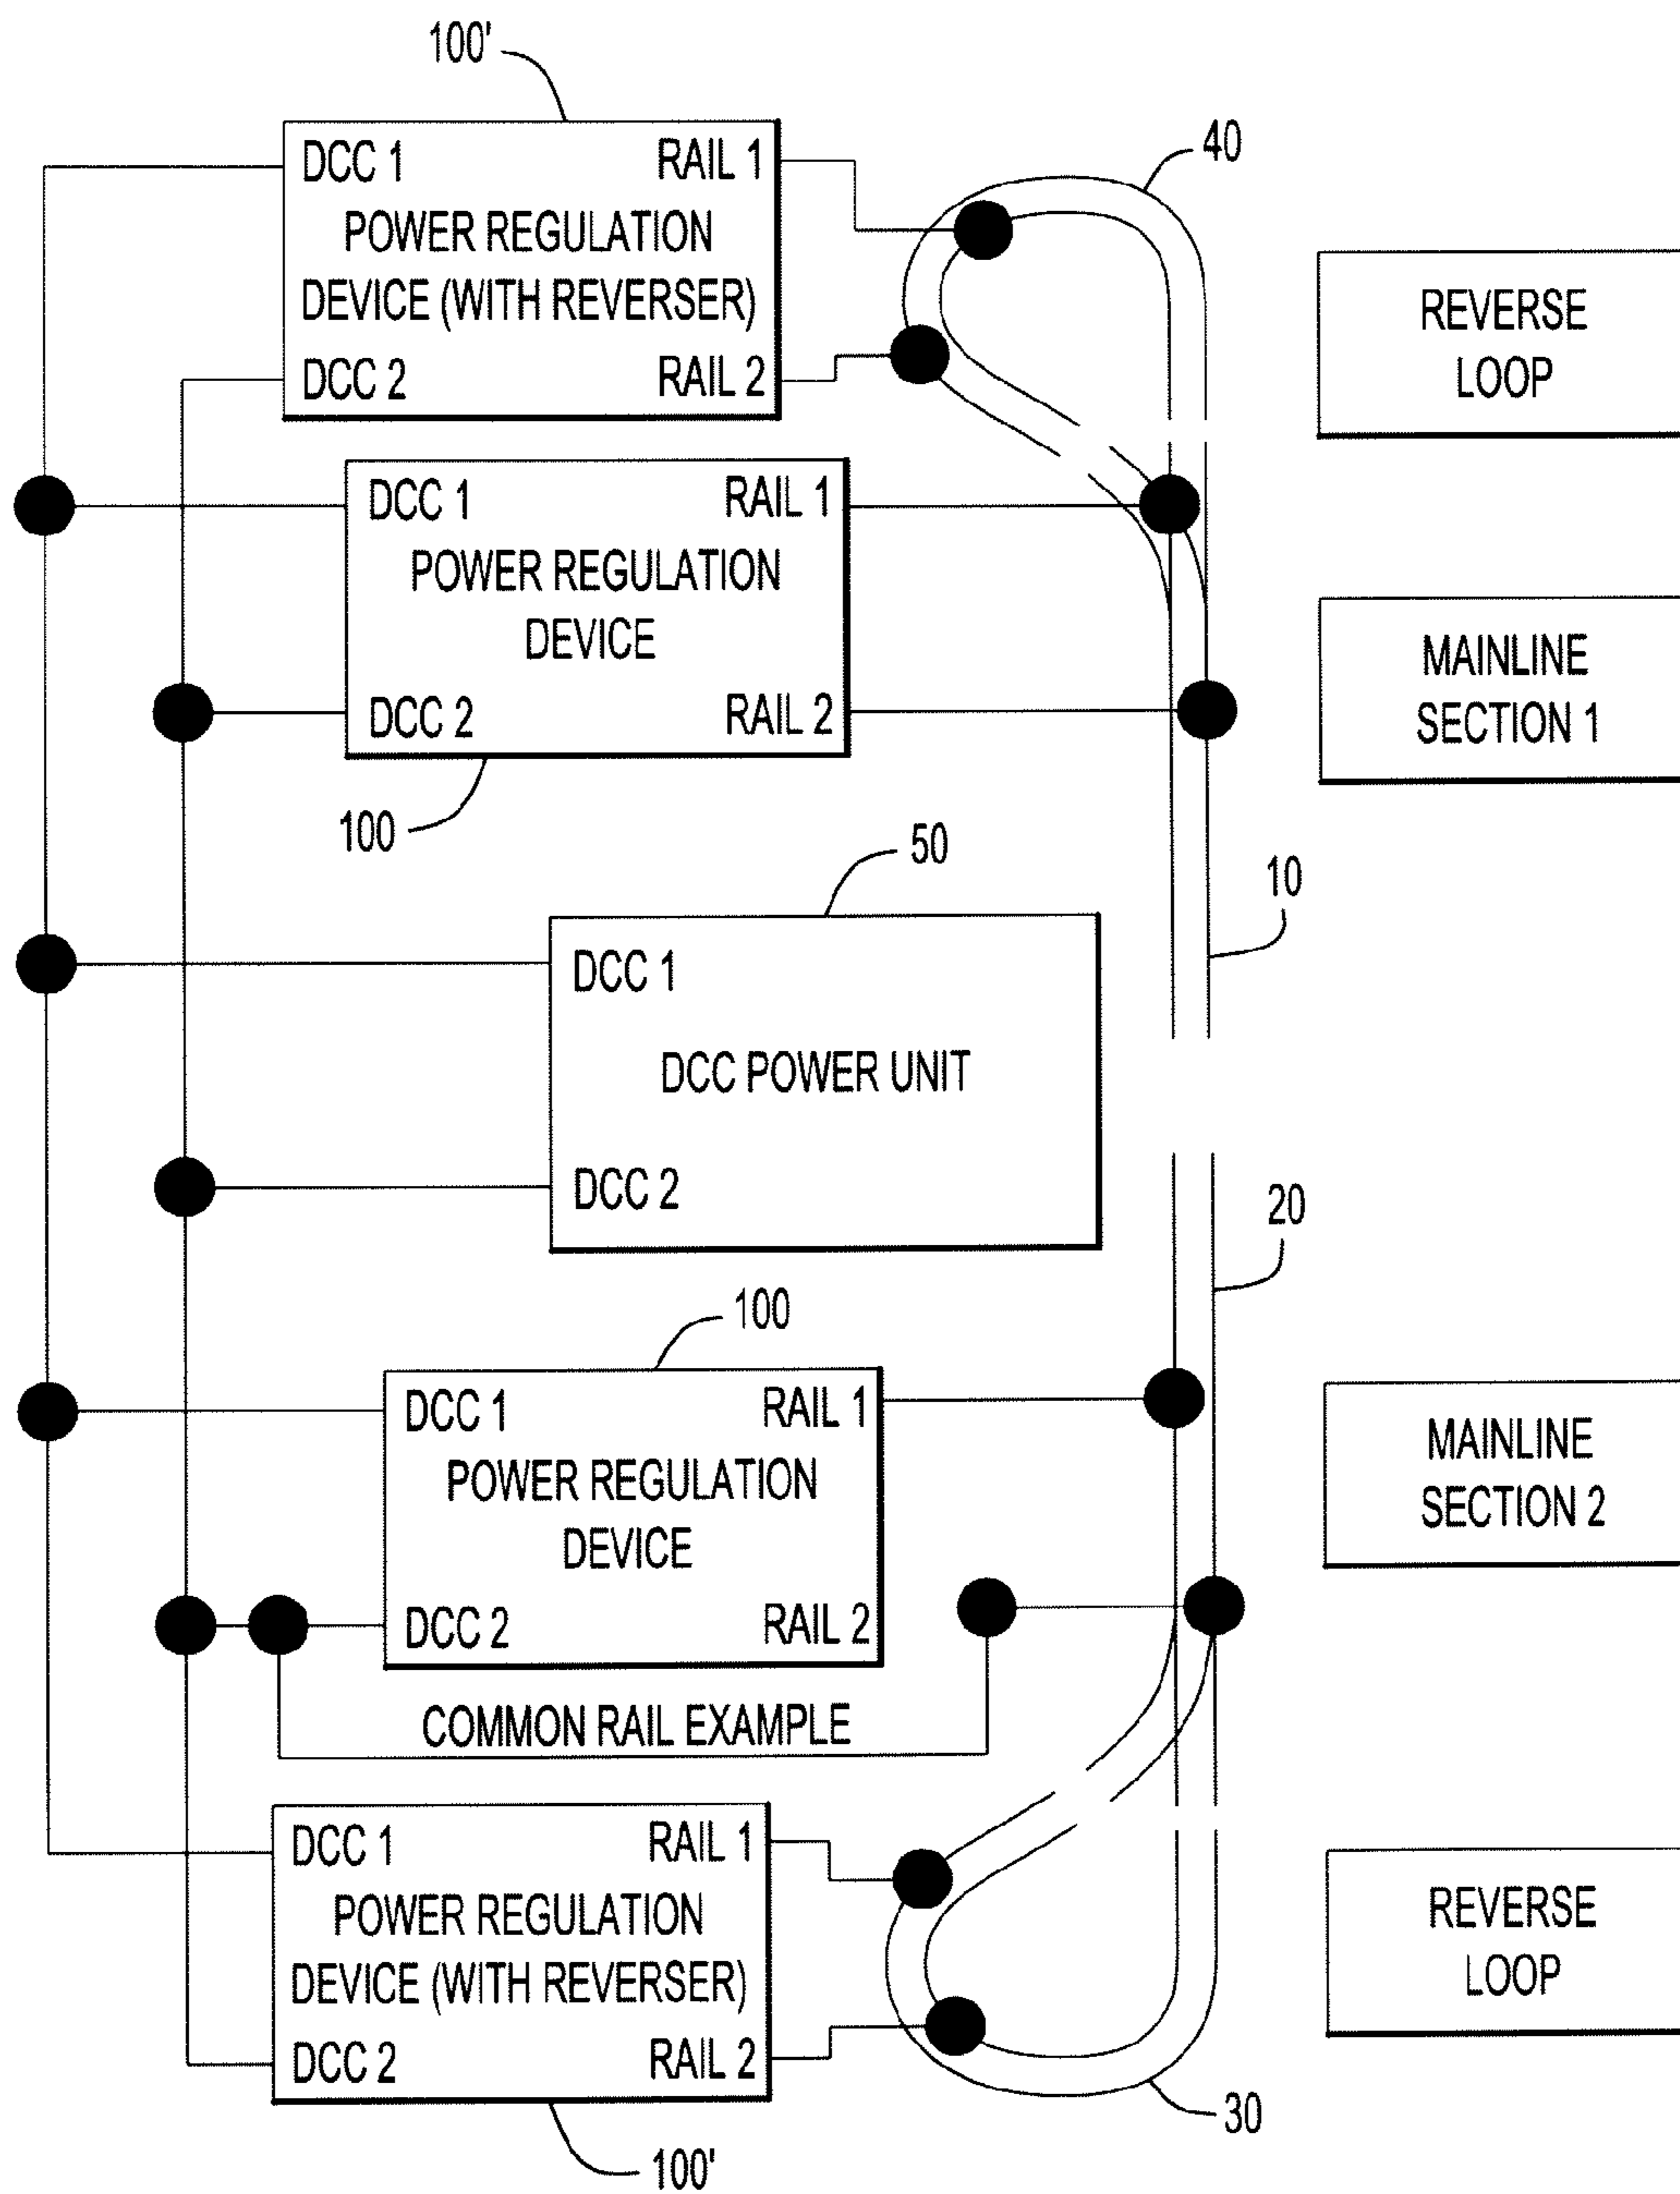 100'
DCC 1 RAIL 1
POWER REGULATION
DEVICE (WITH REVERSER)
DCC 2 RAIL 2
40
REVERSE
LOOP
DCC 1 RAIL 1
POWER REGULATION
DEVICE
DCC 2 RAIL 2
100
MAINLINE
SECTION 1
50
10
DCC 1
DCC POWER UNIT
DCC 2
20
100
DCC 1 RAIL 1
POWER REGULATION
DEVICE
DCC 2 RAIL 2
MAINLINE
SECTION 2
COMMON RAIL EXAMPLE
DCC 1 RAIL 1
POWER REGULATION
DEVICE (WITH REVERSER)
DCC 2 RAIL 2
REVERSE
LOOP
30
100'